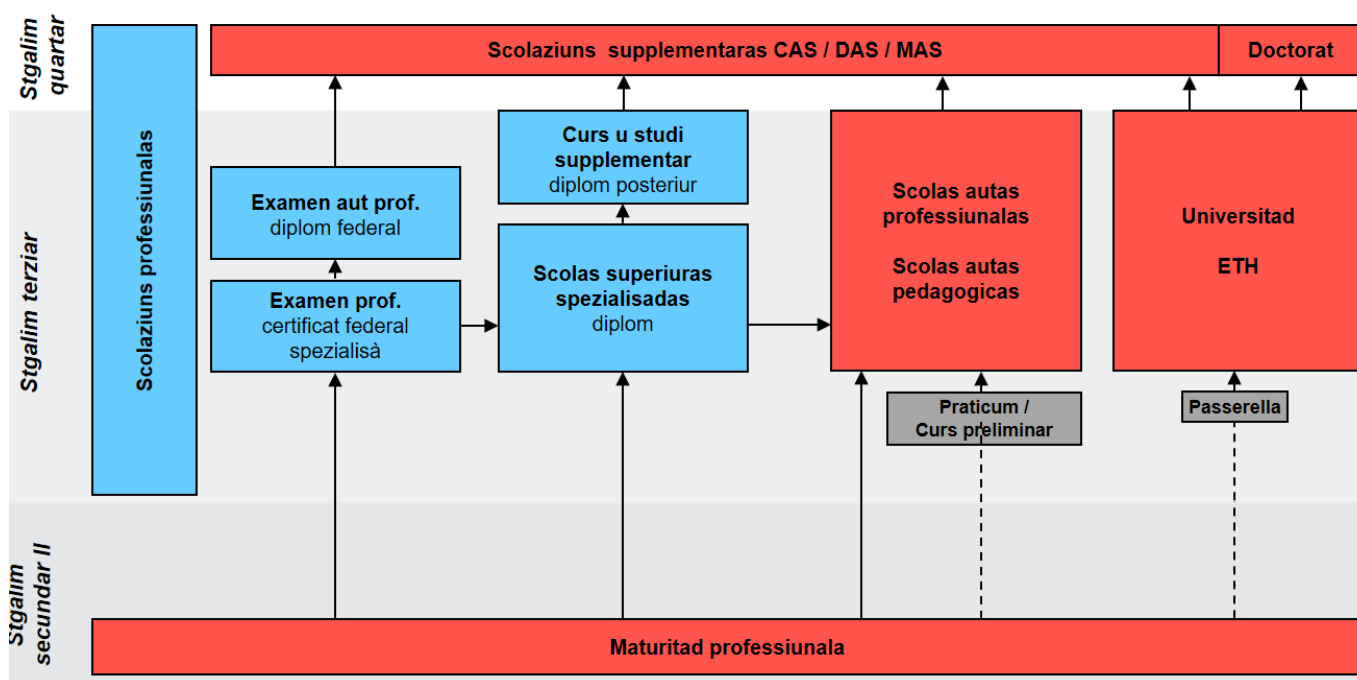 Stgalim
quartar
Scolaziuns supplementaras CAS / DAS / MAS
Doctorat
Scolaziuns professiunalas
Stgalim terziar
Curs u studi
supplementar
diplom posteriur
Examen aut prof.
diplom federal
Scolas autas
professiunalas
Scolas autas
pedagogicas
Universitad
ETH
Scolas superiuras
spezialisadas
diplom
Examen prof.
certificat federal
spezialisà
Praticum /
Curs preliminar
Passerella
Stgalim
secundar II
Maturitad professiunala